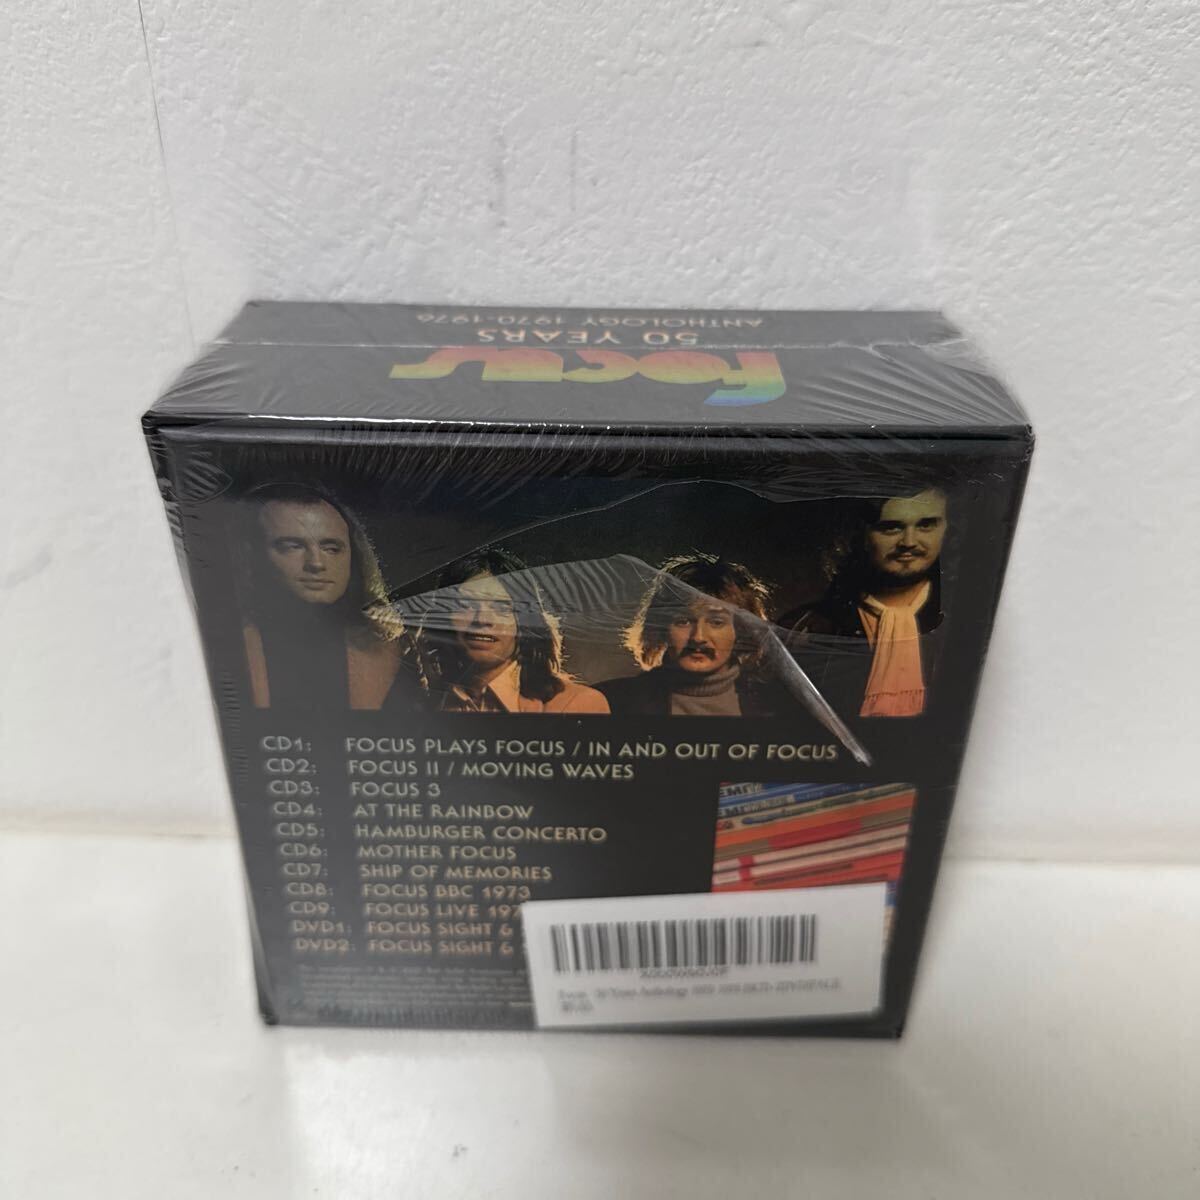 ANTHOLOGY 1970-1976
50 YEARS
focus
CD1: FOCUS PLAYS FOCUS / IN AND OUT OF FOCUS
CD2: FOCUS II / MOVING WAVES
CD3: FOCUS 3
CD4: AT THE RAINBOW
CD5: HAMBURGER CONCERTO
CD6: MOTHER FOCUS
CD7: SHIP OF MEMORIES
CD8: FOCUS BBC 1973
CD9: FOCUS LIVE 197
DVD1: FOCUS SIGHT &
DVD2: FOCUS SIGHT &